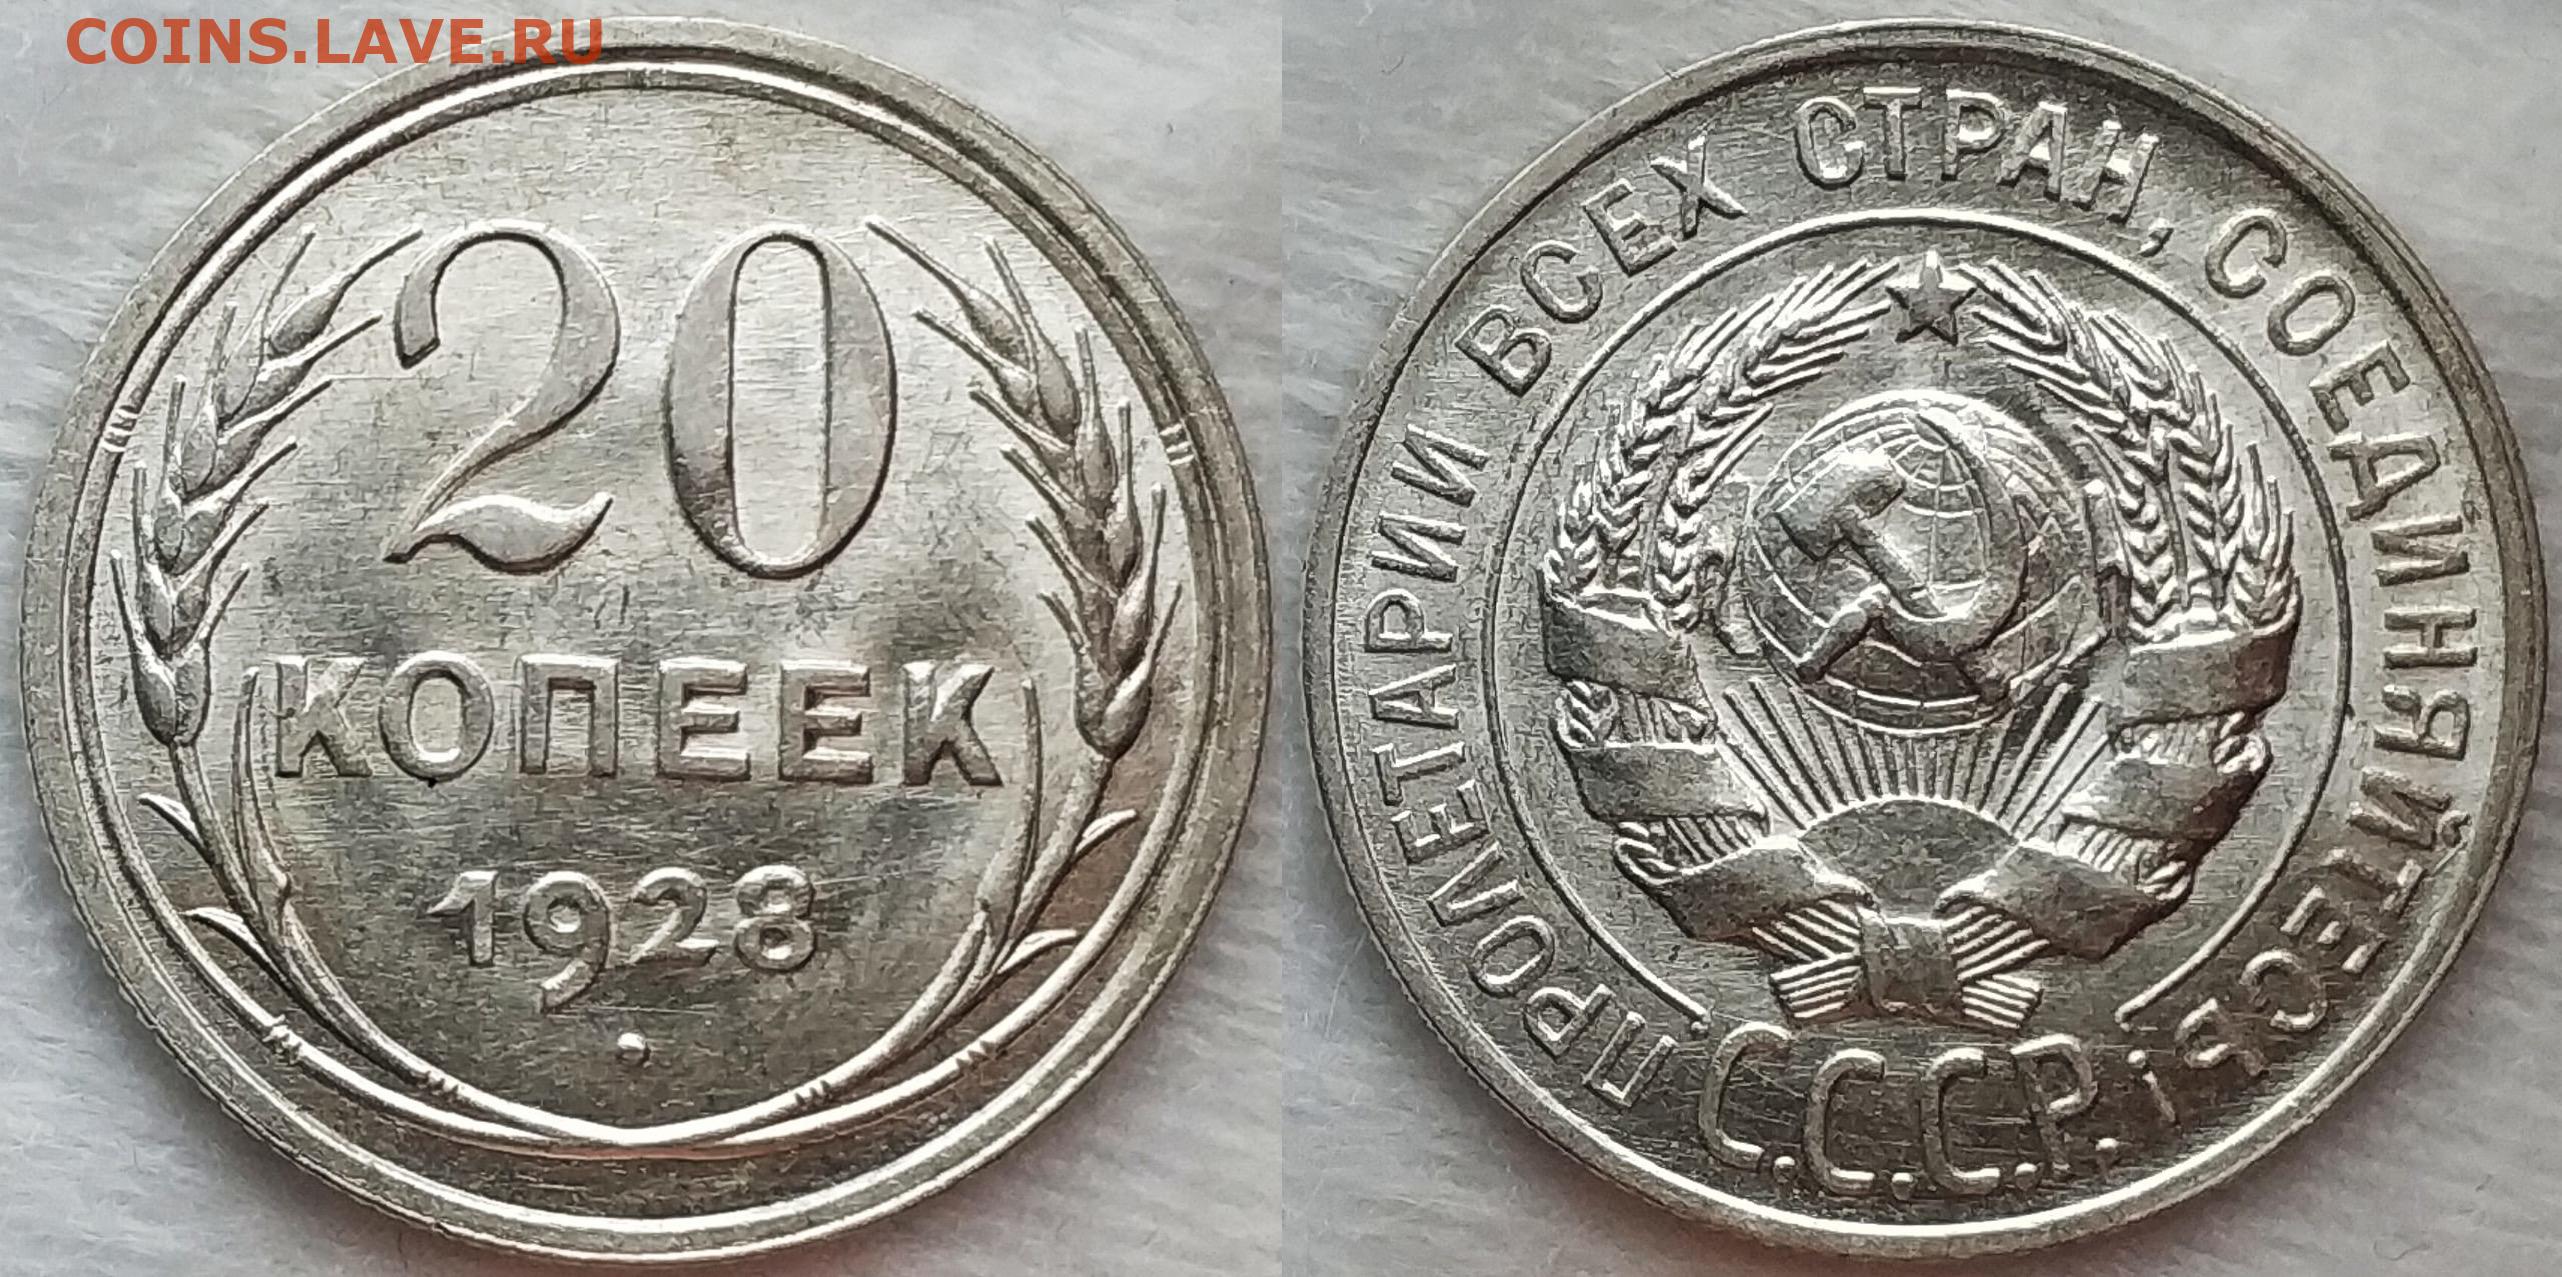 COINS.LAVE.RU
20
КОПЕЕК
1928
ПРОЛЕТАРИИ ВСЕХ СТРАН, СОЕДИНЯЙТЕСЬ!
С.С.С.Р.